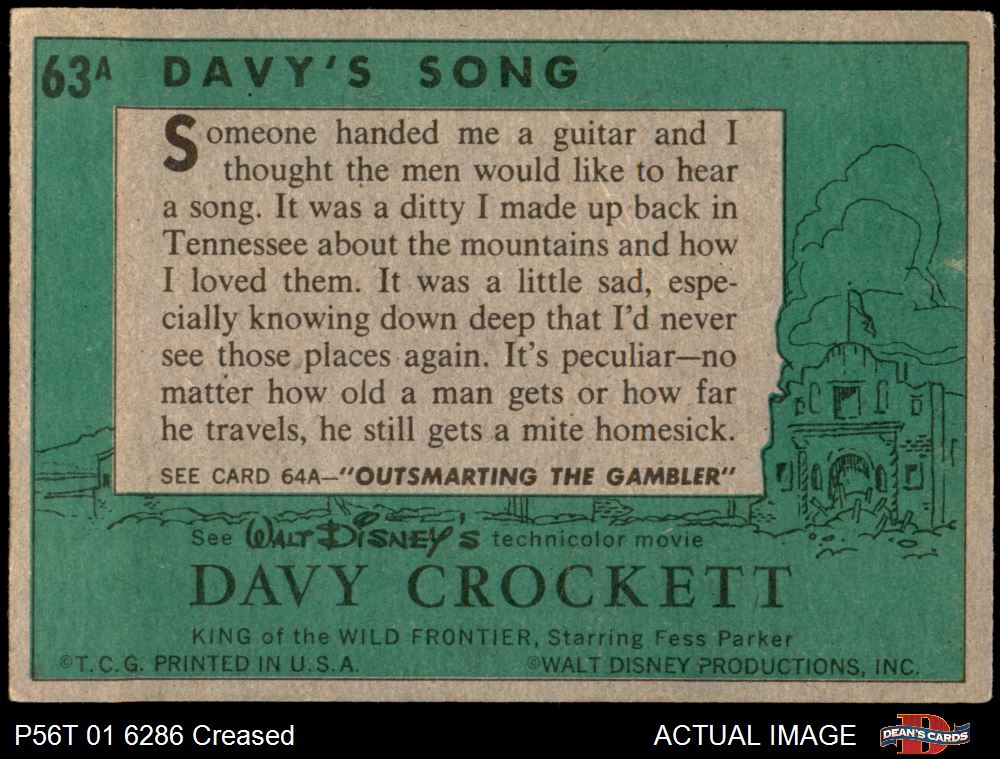 63A DAVY'S SONG
Someone handed me a guitar and I
thought the men would like to hear
a song. It was a ditty I made up back in
Tennessee about the mountains and how
I loved them. It was a little sad, espe-
cially knowing down deep that I'd never
see those places again. It's peculiar—no
matter how old a man gets or how far
he travels, he still gets a mite homesick.
SEE CARD 64A—"OUTSMARTING THE GAMBLER"
See WALT DISNEY'S technicolor movie
DAVY CROCKETT
KING of the WILD FRONTIER, Starring Fess Parker
©T.C.G. PRINTED IN U.S.A. ©WALT DISNEY PRODUCTIONS, INC.
P56T 01 6286 Creased ACTUAL IMAGE D DEAN'S CARDS